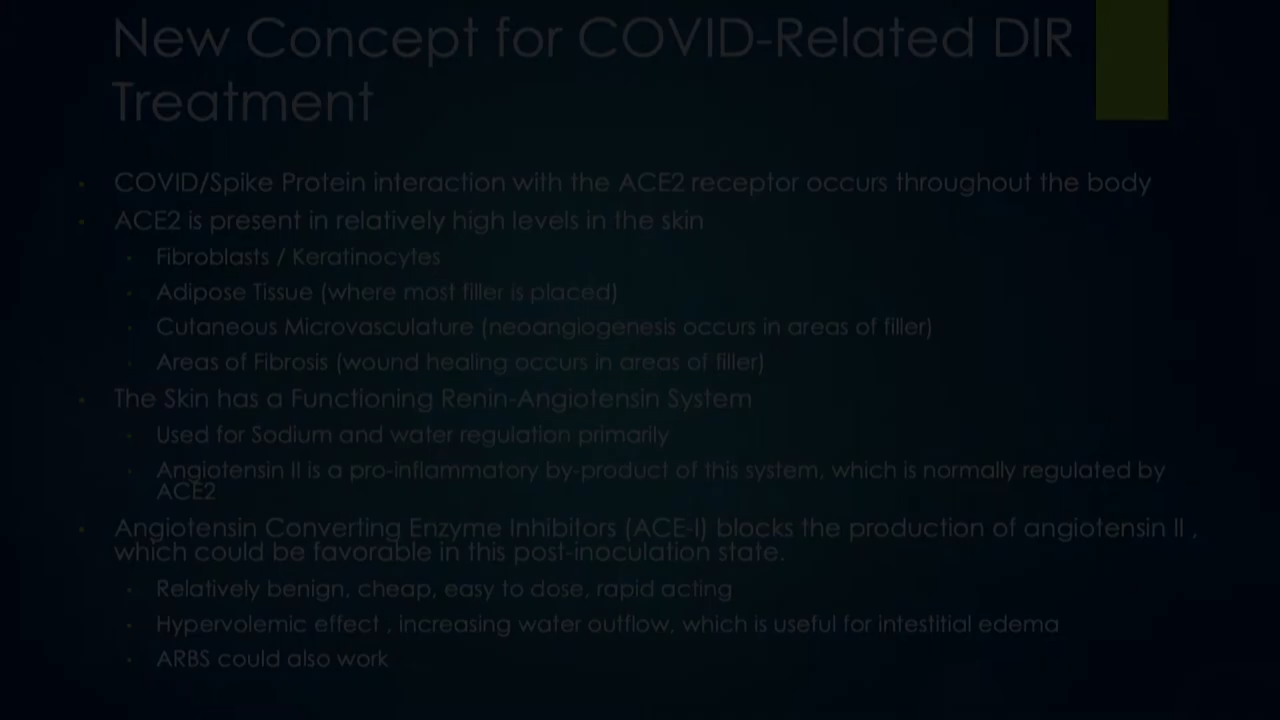 New Concept for COVID-Related DIR
Treatment
• COVID/Spike Protein interaction with the ACE2 receptor occurs throughout the body
• ACE2 is present in relatively high levels in the skin
• Fibroblasts / Keratinocytes
• Adipose Tissue (where most filler is placed)
• Cutaneous Microvasculature (neoangiogenesis occurs in areas of filler)
• Areas of Fibrosis (wound healing occurs in areas of filler)
• The Skin has a Functioning Renin-Angiotensin System
• Used for Sodium and water regulation primarily
• Angiotensin II is a pro-inflammatory by-product of this system, which is normally regulated by
ACE2
• Angiotensin Converting Enzyme Inhibitors (ACE-I) blocks the production of angiotensin II ,
which could be favorable in this post-inoculation state.
• Relatively benign, cheap, easy to dose, rapid acting
• Hypervolemic effect , increasing water outflow, which is useful for intestitial edema
• ARBS could also work